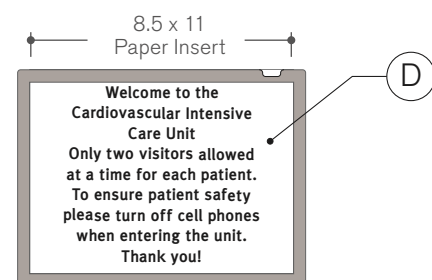 8.5 x 11
Paper Insert
D
Welcome to the
Cardiovascular Intensive
Care Unit
Only two visitors allowed
at a time for each patient.
To ensure patient safety
please turn off cell phones
when entering the unit.
Thank you!